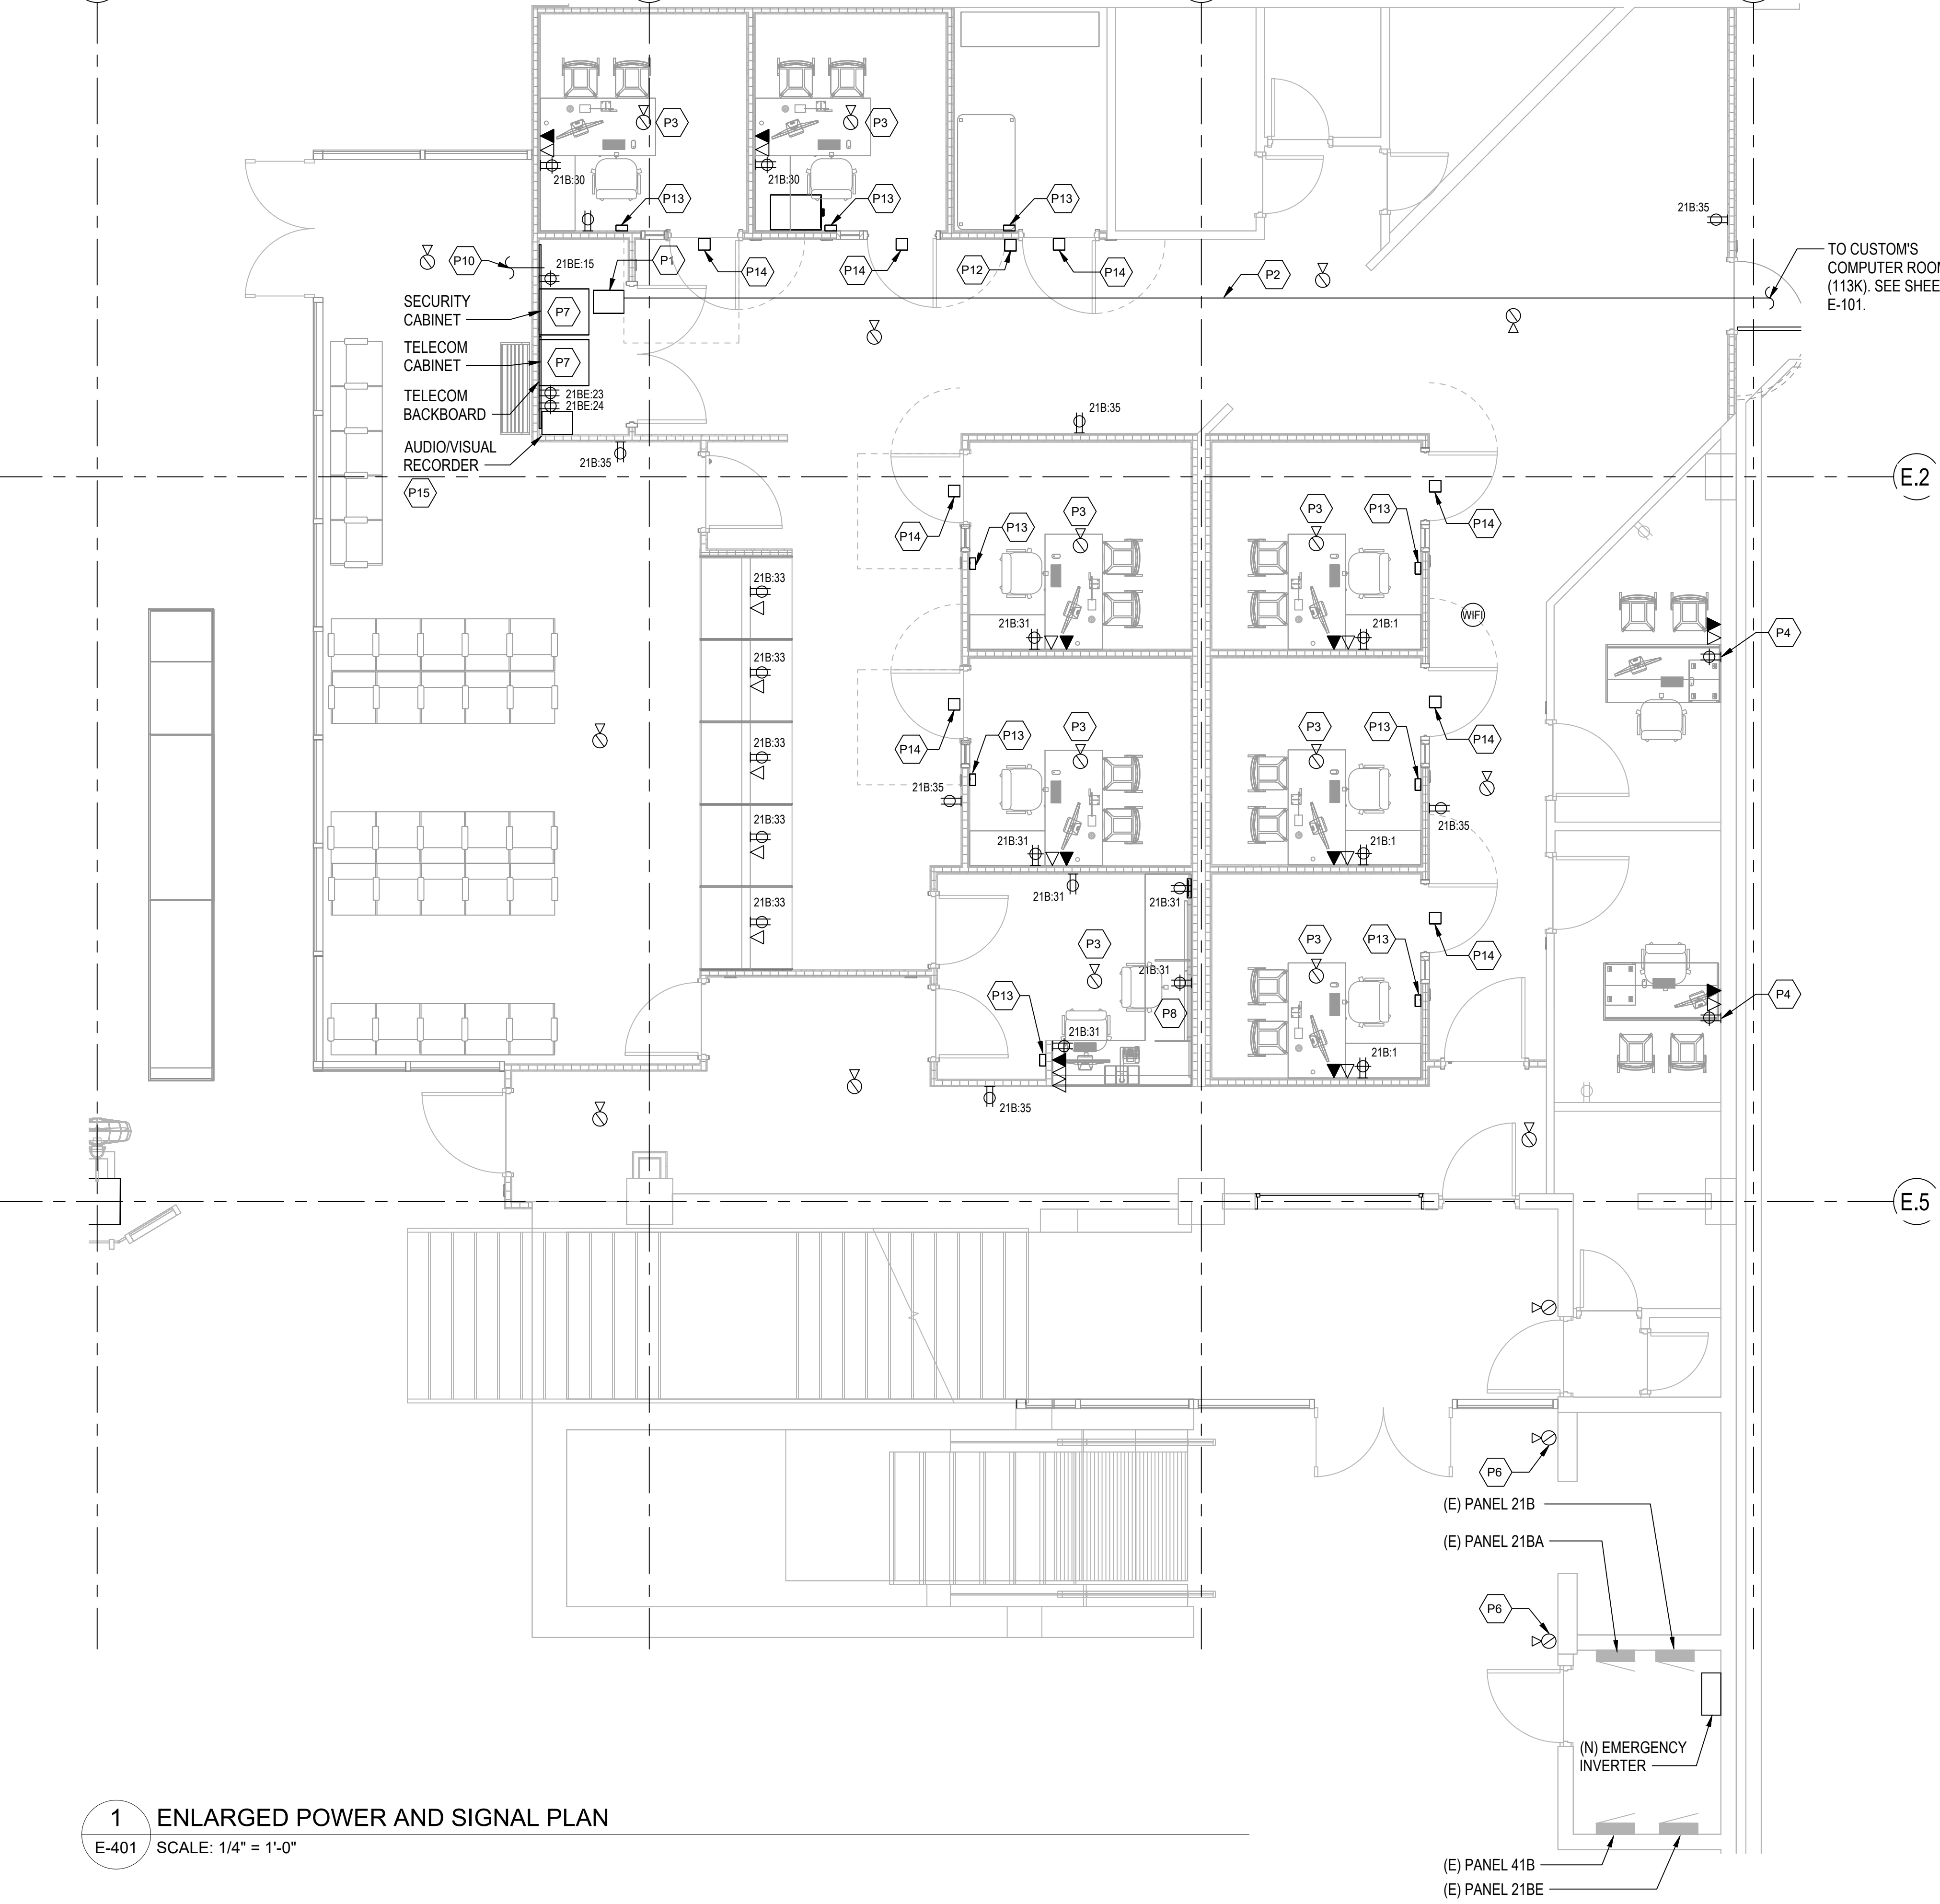 P3
P3
21B:30
21B:30
P13
P13
P13
21B:35
P10
21BE:15
P1
P14
P14
P12
P14
P2
TO CUSTOM'S
COMPUTER
(113K). SEE
E-101.
SECURITY
CABINET
P7
TELECOM
CABINET
P7
TELECOM
BACKBOARD
21BE:23
21BE:24
AUDIO/VISUAL
RECORDER
P15
21B:35
21B:35
E.2
P3
P13
P14
P3
P13
P14
21B:33
21B:31
21B:1
WIFI
P4
21B:33
P3
P13
P14
P3
P13
P14
21B:33
21B:35
21B:35
21B:33
21B:31
21B:1
21B:33
21B:31
21B:31
P3
P3
P13
P14
21B:31
P13
P8
P4
21B:31
21B:1
21B:35
E.5
P6
(E) PANEL 21B
(E) PANEL 21BA
P6
(N) EMERGENCY
INVERTER
1
ENLARGED POWER AND SIGNAL PLAN
E-401
SCALE: 1/4" = 1'-0"
(E) PANEL 41B
(E) PANEL 21BE